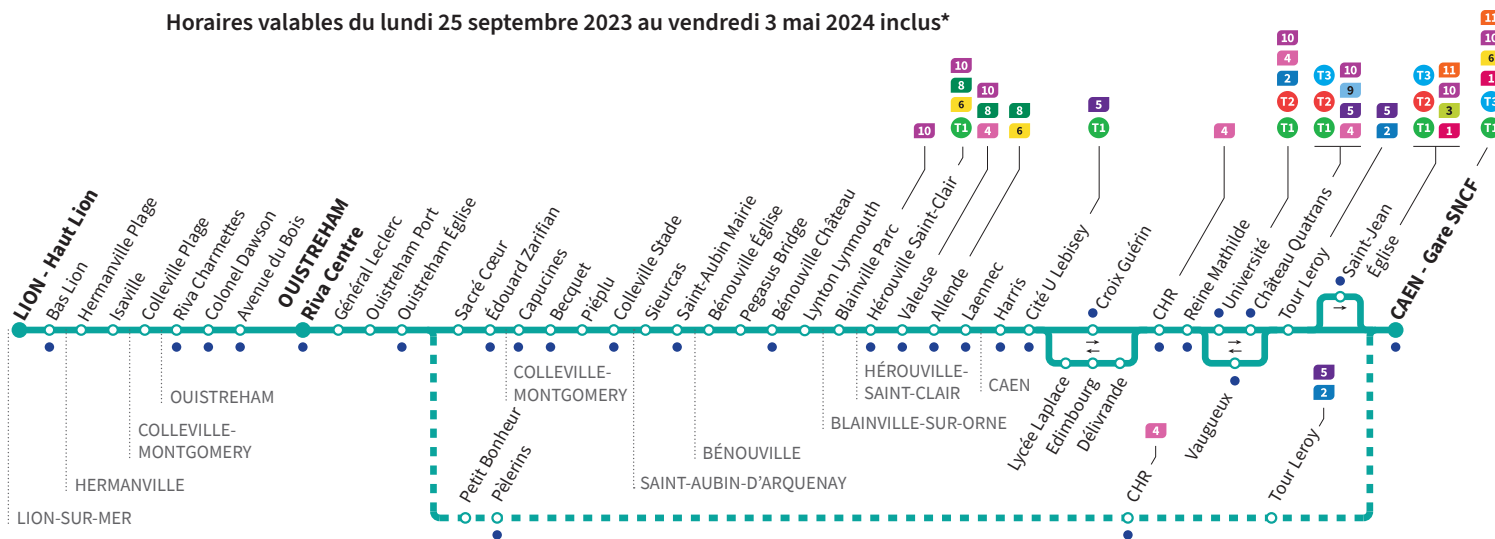 Horaires valables du lundi 25 septembre 2023 au vendredi 3 mai 2024 inclus*
10
10
8
6
T1
10
8
4
8
6
5
T1
4
10
4
2
T2
T1
T3
T2
T1
10
9
5
4
5
2
T3
T2
T1
11
10
3
1
11
10
6
1
T3
T1
LION - Haut Lion
Bas Lion
Hermanville Plage
Isaville
Colleville Plage
Riva Charmettes
Colonel Dawson
Avenue du Bois
OUISTREHAM
Riva Centre
Général Leclerc
Ouistreham Port
Ouistreham Église
Sacré Cœur
Édouard Zarifian
Capucines
Becquet
Piéplu
Colleville Stade
Sieurcas
Saint-Aubin Mairie
Bénouville Église
Pegasus Bridge
Bénouville Château
Lynton Lynmouth
Blainville Parc
Hérouville Saint-Clair
Valeuse
Allende
Laennec
Harris
Cité U Lebisey
Croix Guérin
CHR
Reine Mathilde
Université
Château Quatrans
Tour Leroy
Saint-Jean
Église
CAEN - Gare SNCF
Lycée Laplace
Edimbourg
Délivrande
Vaugueux
LION-SUR-MER
HERMANVILLE
COLLEVILLE-
MONTGOMERY
OUISTREHAM
COLLEVILLE-
MONTGOMERY
SAINT-AUBIN-D'ARQUENAY
BÉNOUVILLE
BLAINVILLE-SUR-ORNE
HÉROUVILLE-
SAINT-CLAIR
CAEN
Petit Bonheur
Pèlerins
4
CHR
5
2
Tour Leroy